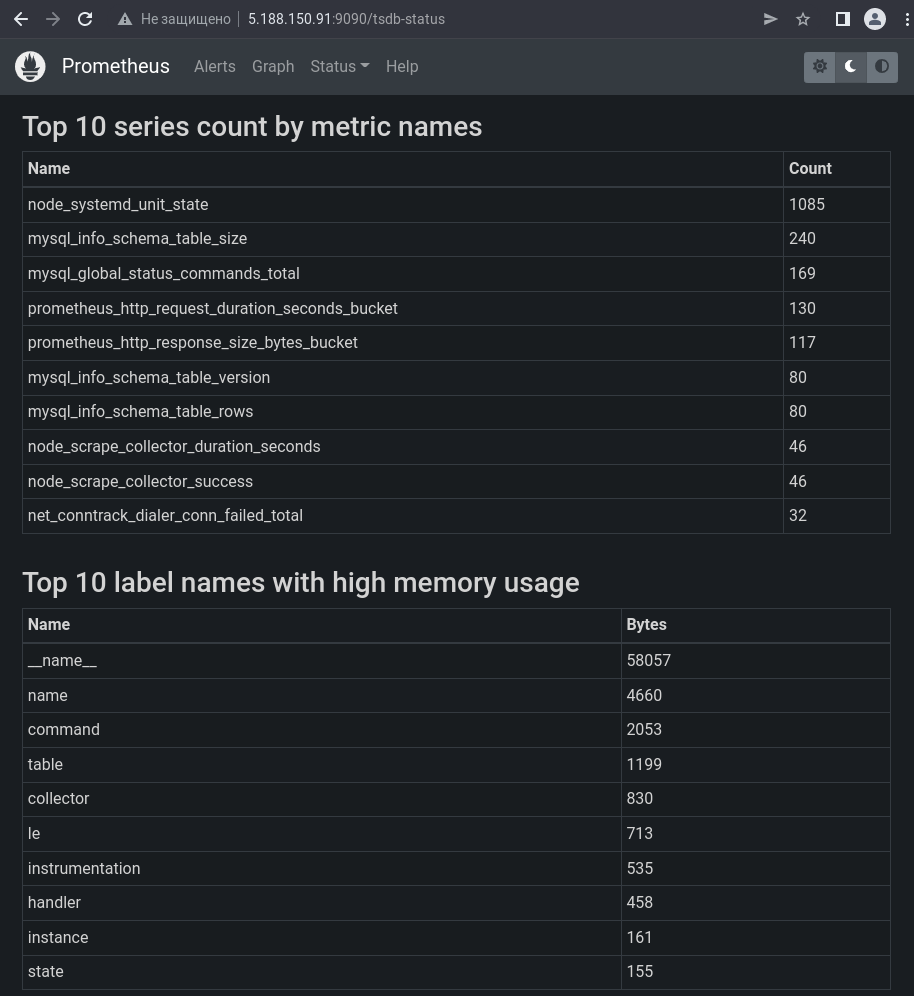 Не защищено 5.188.150.91:9090/tsdb-status
Prometheus Alerts Graph Status Help
Top 10 series count by metric names
Name Count
node_systemd_unit_state 1085
mysql_info_schema_table_size 240
mysql_global_status_commands_total 169
prometheus_http_request_duration_seconds_bucket 130
prometheus_http_response_size_bytes_bucket 117
mysql_info_schema_table_version 80
mysql_info_schema_table_rows 80
node_scrape_collector_duration_seconds 46
node_scrape_collector_success 46
net_conntrack_dialer_conn_failed_total 32
Top 10 label names with high memory usage
Name Bytes
__name__ 58057
name 4660
command 2053
table 1199
collector 830
le 713
instrumentation 535
handler 458
instance 161
state 155